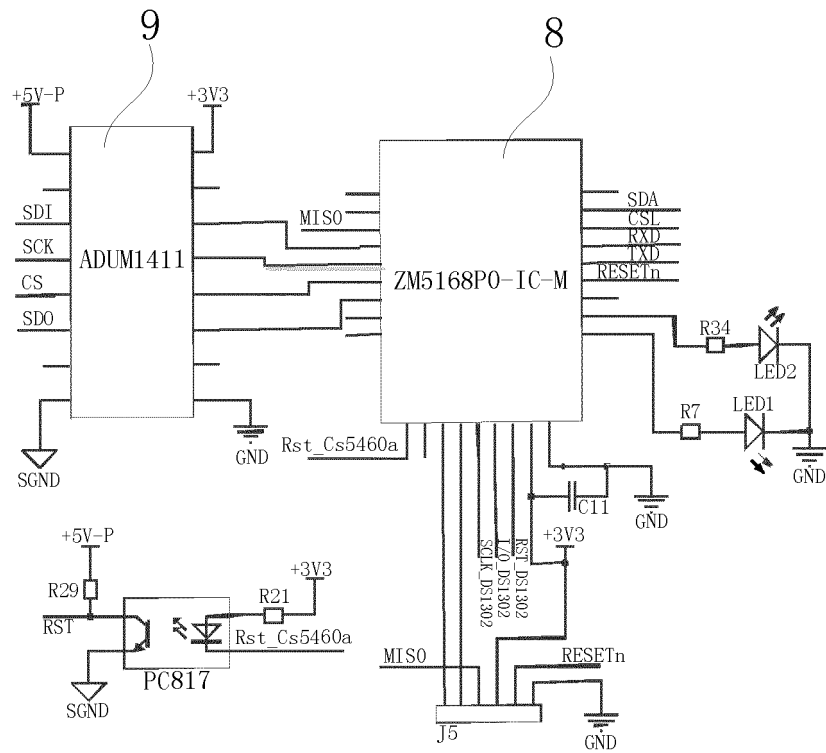 9
8
+5V-P
+3V3
SDI
SCK
CS
SDO
ADUM1411
SGND
GND
MISO
ZM5168P0-IC-M
SDA
CSL
RXD
TXD
RESETn
R34
LED2
R7
LED1
GND
Rst_Cs5460a
C11
GND
SCLK_DS1302
I/O_DS1302
RST_DS1302
+3V3
+5V-P
R29
RST
SGND
PC817
R21
+3V3
Rst_Cs5460a
MISO
RESETn
J5
GND